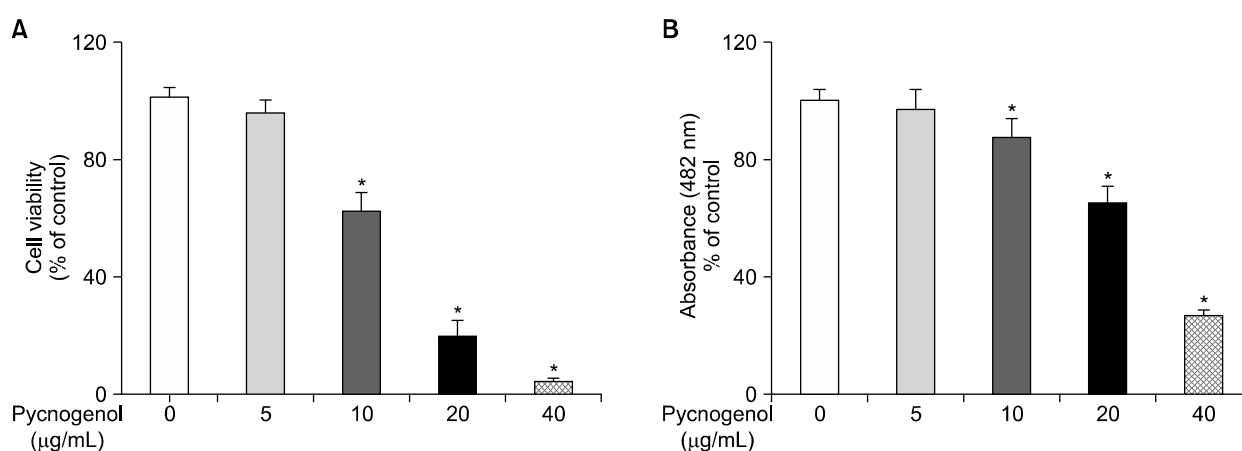 A
120
80
40
0
Cell viability
(% of control)
*
*
*
Pycnogenol 0 5 10 20 40
(μg/mL)
B
120
80
40
0
Absorbance (482 nm)
% of control
*
*
*
Pycnogenol 0 5 10 20 40
(μg/mL)